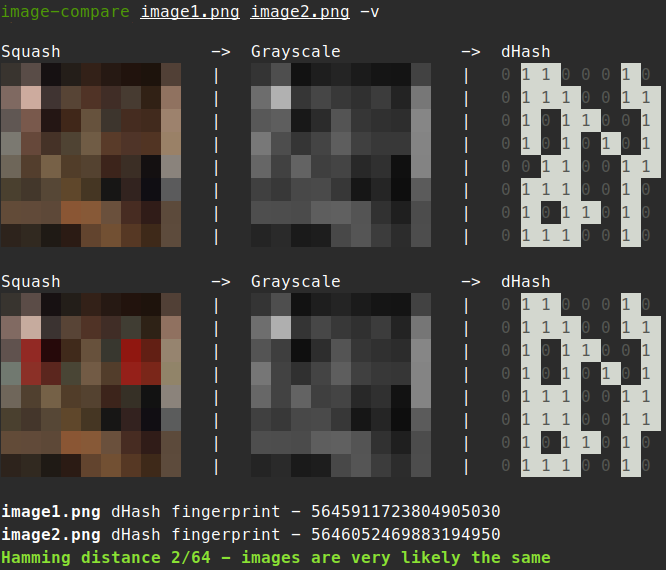 image-compare image1.png image2.png -v
Squash -> Grayscale -> dHash
| | 0 1 1 0 0 0 1 0
| | 0 1 1 1 0 0 1 1
| | 0 1 0 1 1 0 0 1
| | 0 1 0 1 0 1 0 1
| | 0 0 1 1 0 0 1 1
| | 0 1 1 1 0 0 1 0
| | 0 1 0 1 1 0 1 0
| | 0 1 1 1 0 0 1 0
Squash -> Grayscale -> dHash
| | 0 1 1 0 0 0 1 0
| | 0 1 1 1 0 0 1 1
| | 0 1 0 1 1 0 0 1
| | 0 1 0 1 0 1 0 1
| | 0 1 1 1 0 0 1 1
| | 0 1 1 1 0 0 1 1
| | 0 1 0 1 1 0 1 0
| | 0 1 1 1 0 0 1 0
image1.png dHash fingerprint - 5645911723804905030
image2.png dHash fingerprint - 5646052469883194950
Hamming distance 2/64 - images are very likely the same